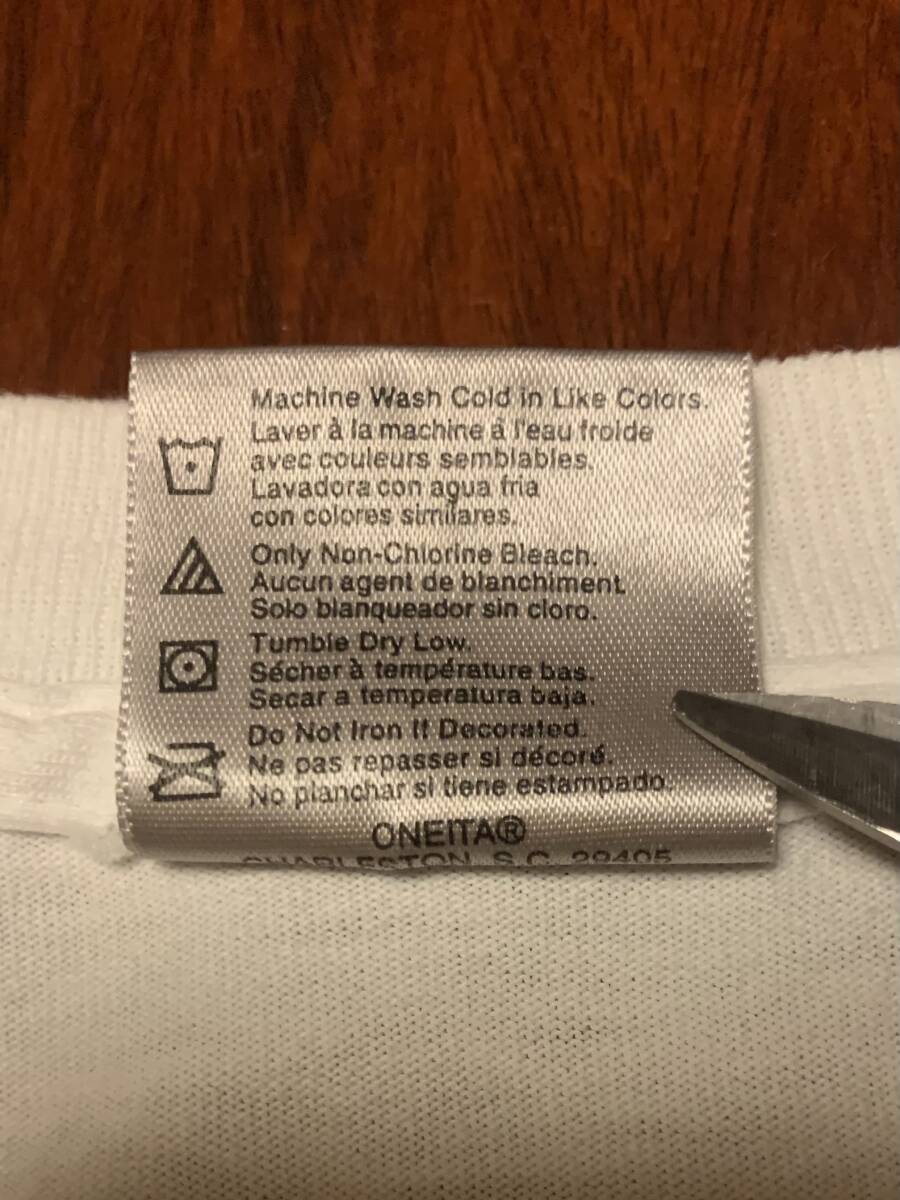 Machine Wash Cold in Like Colors.
Laver à la machine à l'eau froide
avec couleurs semblables.
Lavadora con agua fria
con colores similares.
Only Non-Chlorine Bleach.
Aucun agent de blanchiment
Solo blanqueador sin cloro.
Tumble Dry Low.
Sécher à température bas.
Secar a temperatura baja.
Do Not Iron If Decorated.
Ne pas repasser si décoré.
No planchar si tiene estampado.
ONEITA®
CHARLESTON, S.C. 29405